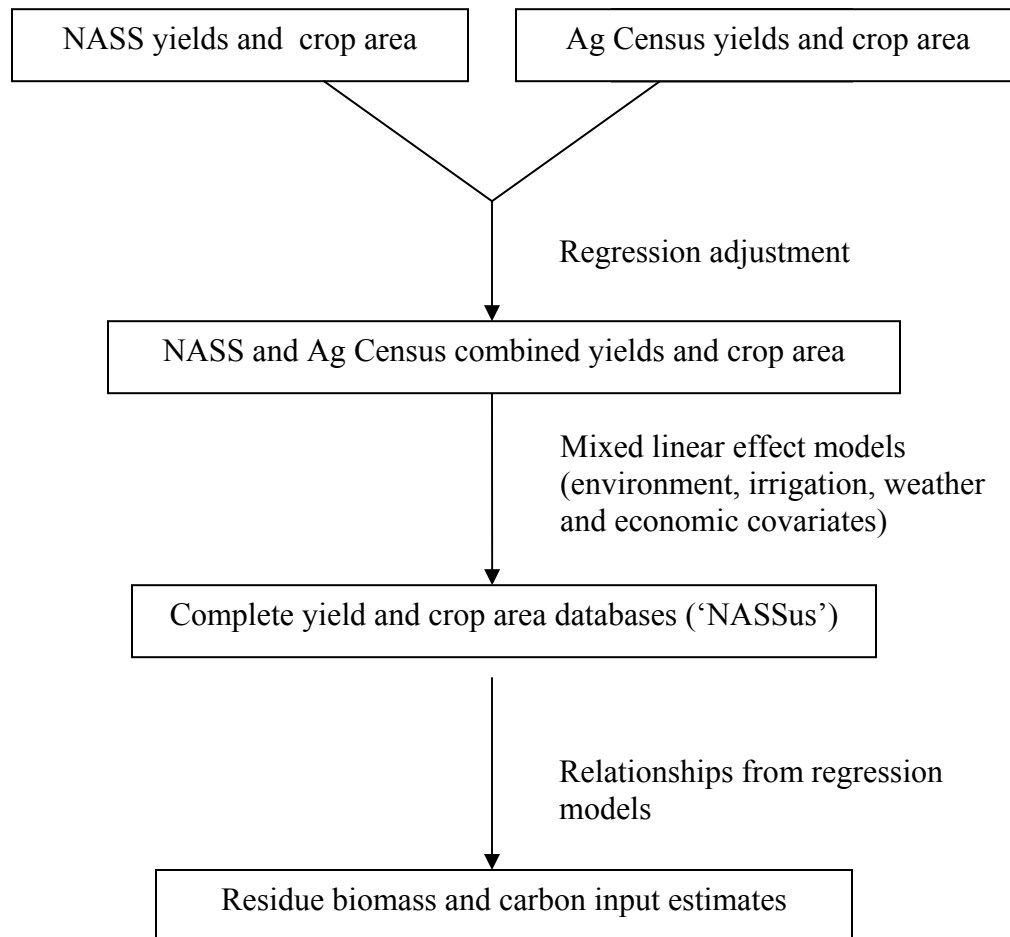 NASS yields and  crop area
Ag Census yields and crop area
Regression adjustment
NASS and Ag Census combined yields and crop area
Mixed linear effect models
(environment, irrigation, weather
and economic covariates)
Complete yield and crop area databases (‘NASSus’)
Relationships from regression
models
Residue biomass and carbon input estimates